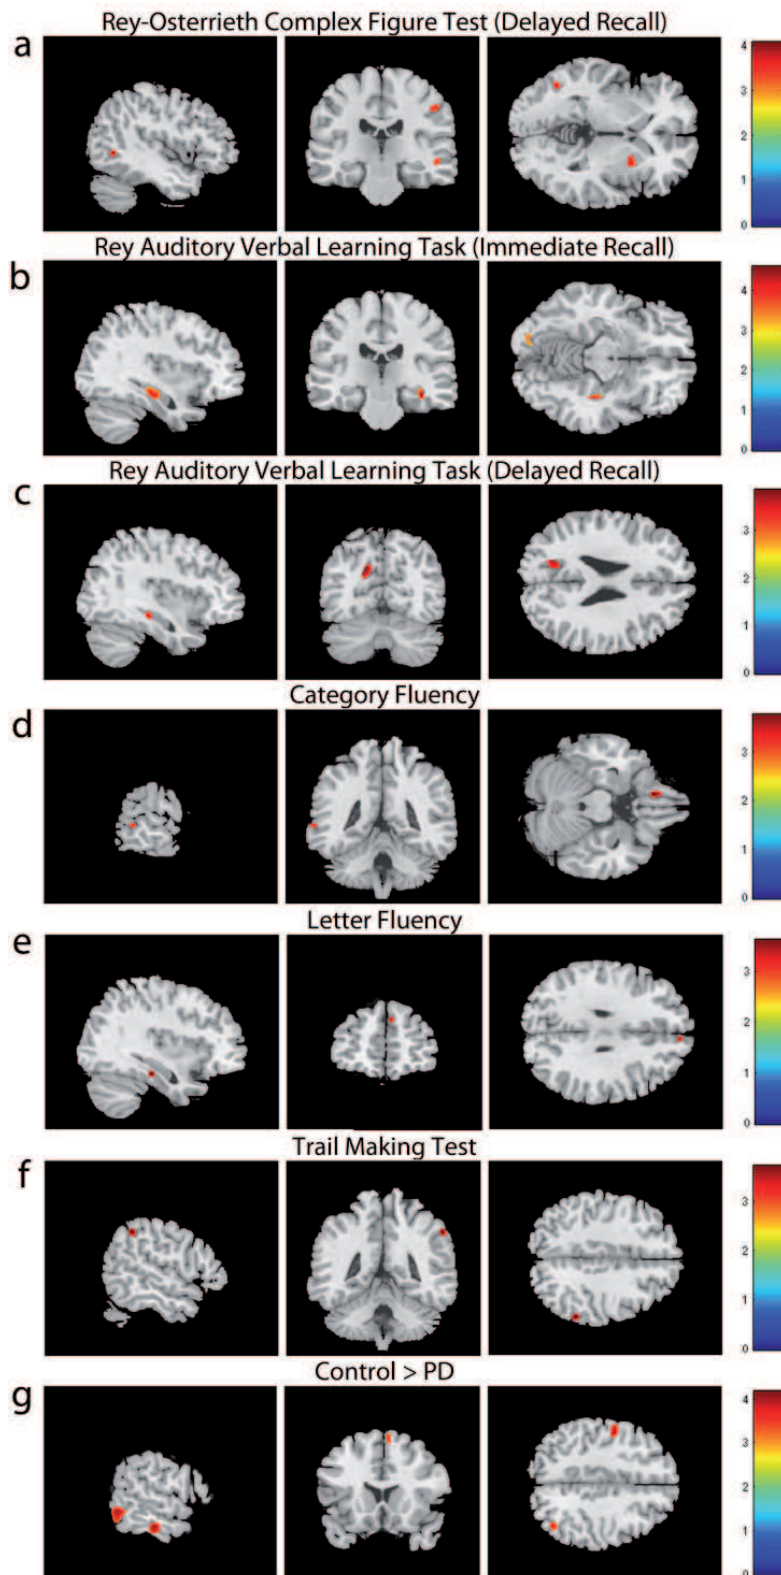 Rey-Osterrieth Complex Figure Test (Delayed Recall)
a
4
3
2
1
0
Rey Auditory Verbal Learning Task (Immediate Recall)
b
4
3
2
1
0
Rey Auditory Verbal Learning Task (Delayed Recall)
c
3
2
1
0
Category Fluency
d
3
2
1
0
Letter Fluency
e
3
2
1
0
Trail Making Test
f
3
2
1
0
Control > PD
g
4
3
2
1
0